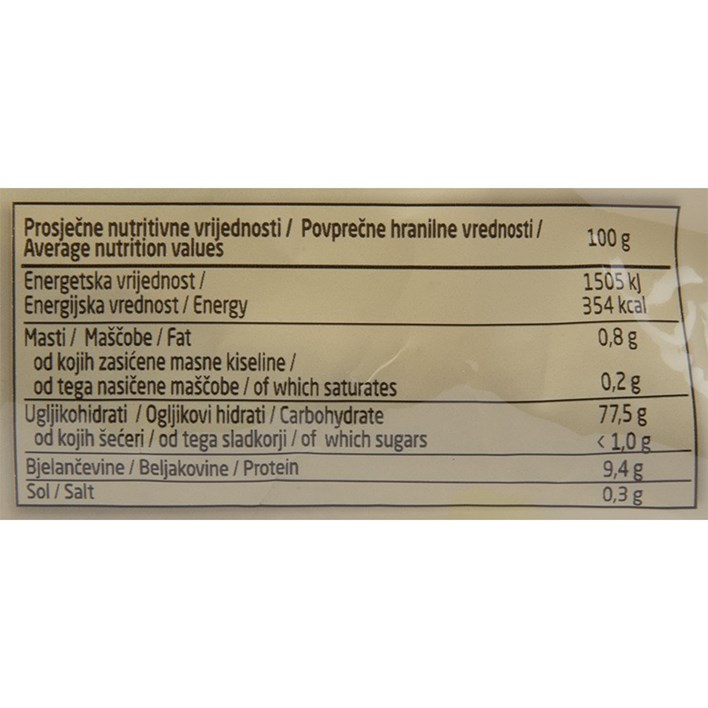 Prosječne nutritivne vrijednosti / Povprečne hranilne vrednosti /
Average nutrition values 100 g
Energetska vrijednost / 1505 kJ
Energijska vrednost / Energy 354 kcal
Masti / Maščobe / Fat 0,8 g
od kojih zasićene masne kiseline /
od tega nasičene maščobe / of which saturates 0,2 g
Ugljikohidrati / Ogljikovi hidrati / Carbohydrate 77,5 g
od kojih šećeri / od tega sladkorji / of which sugars < 1,0 g
Bjelančevine / Beljakovine / Protein 9,4 g
Sol / Salt 0,3 g